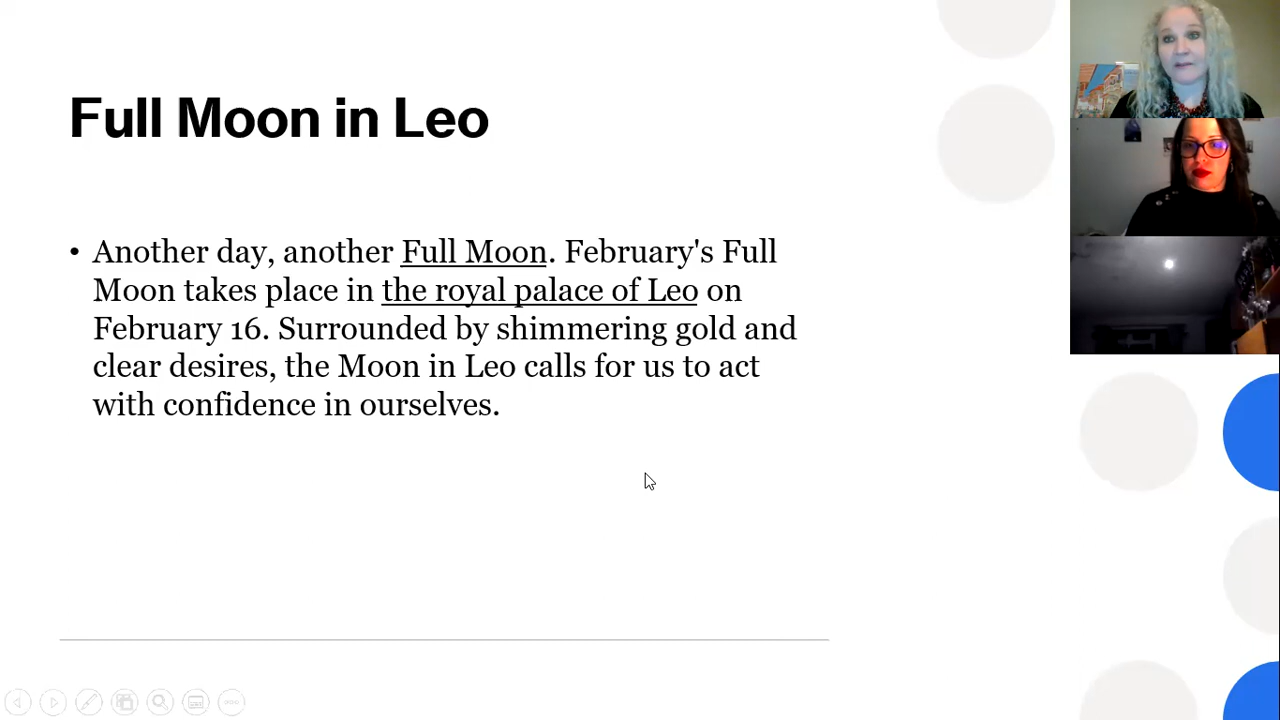 Full Moon in Leo
• Another day, another Full Moon. February's Full
Moon takes place in the royal palace of Leo on
February 16. Surrounded by shimmering gold and
clear desires, the Moon in Leo calls for us to act
with confidence in ourselves.